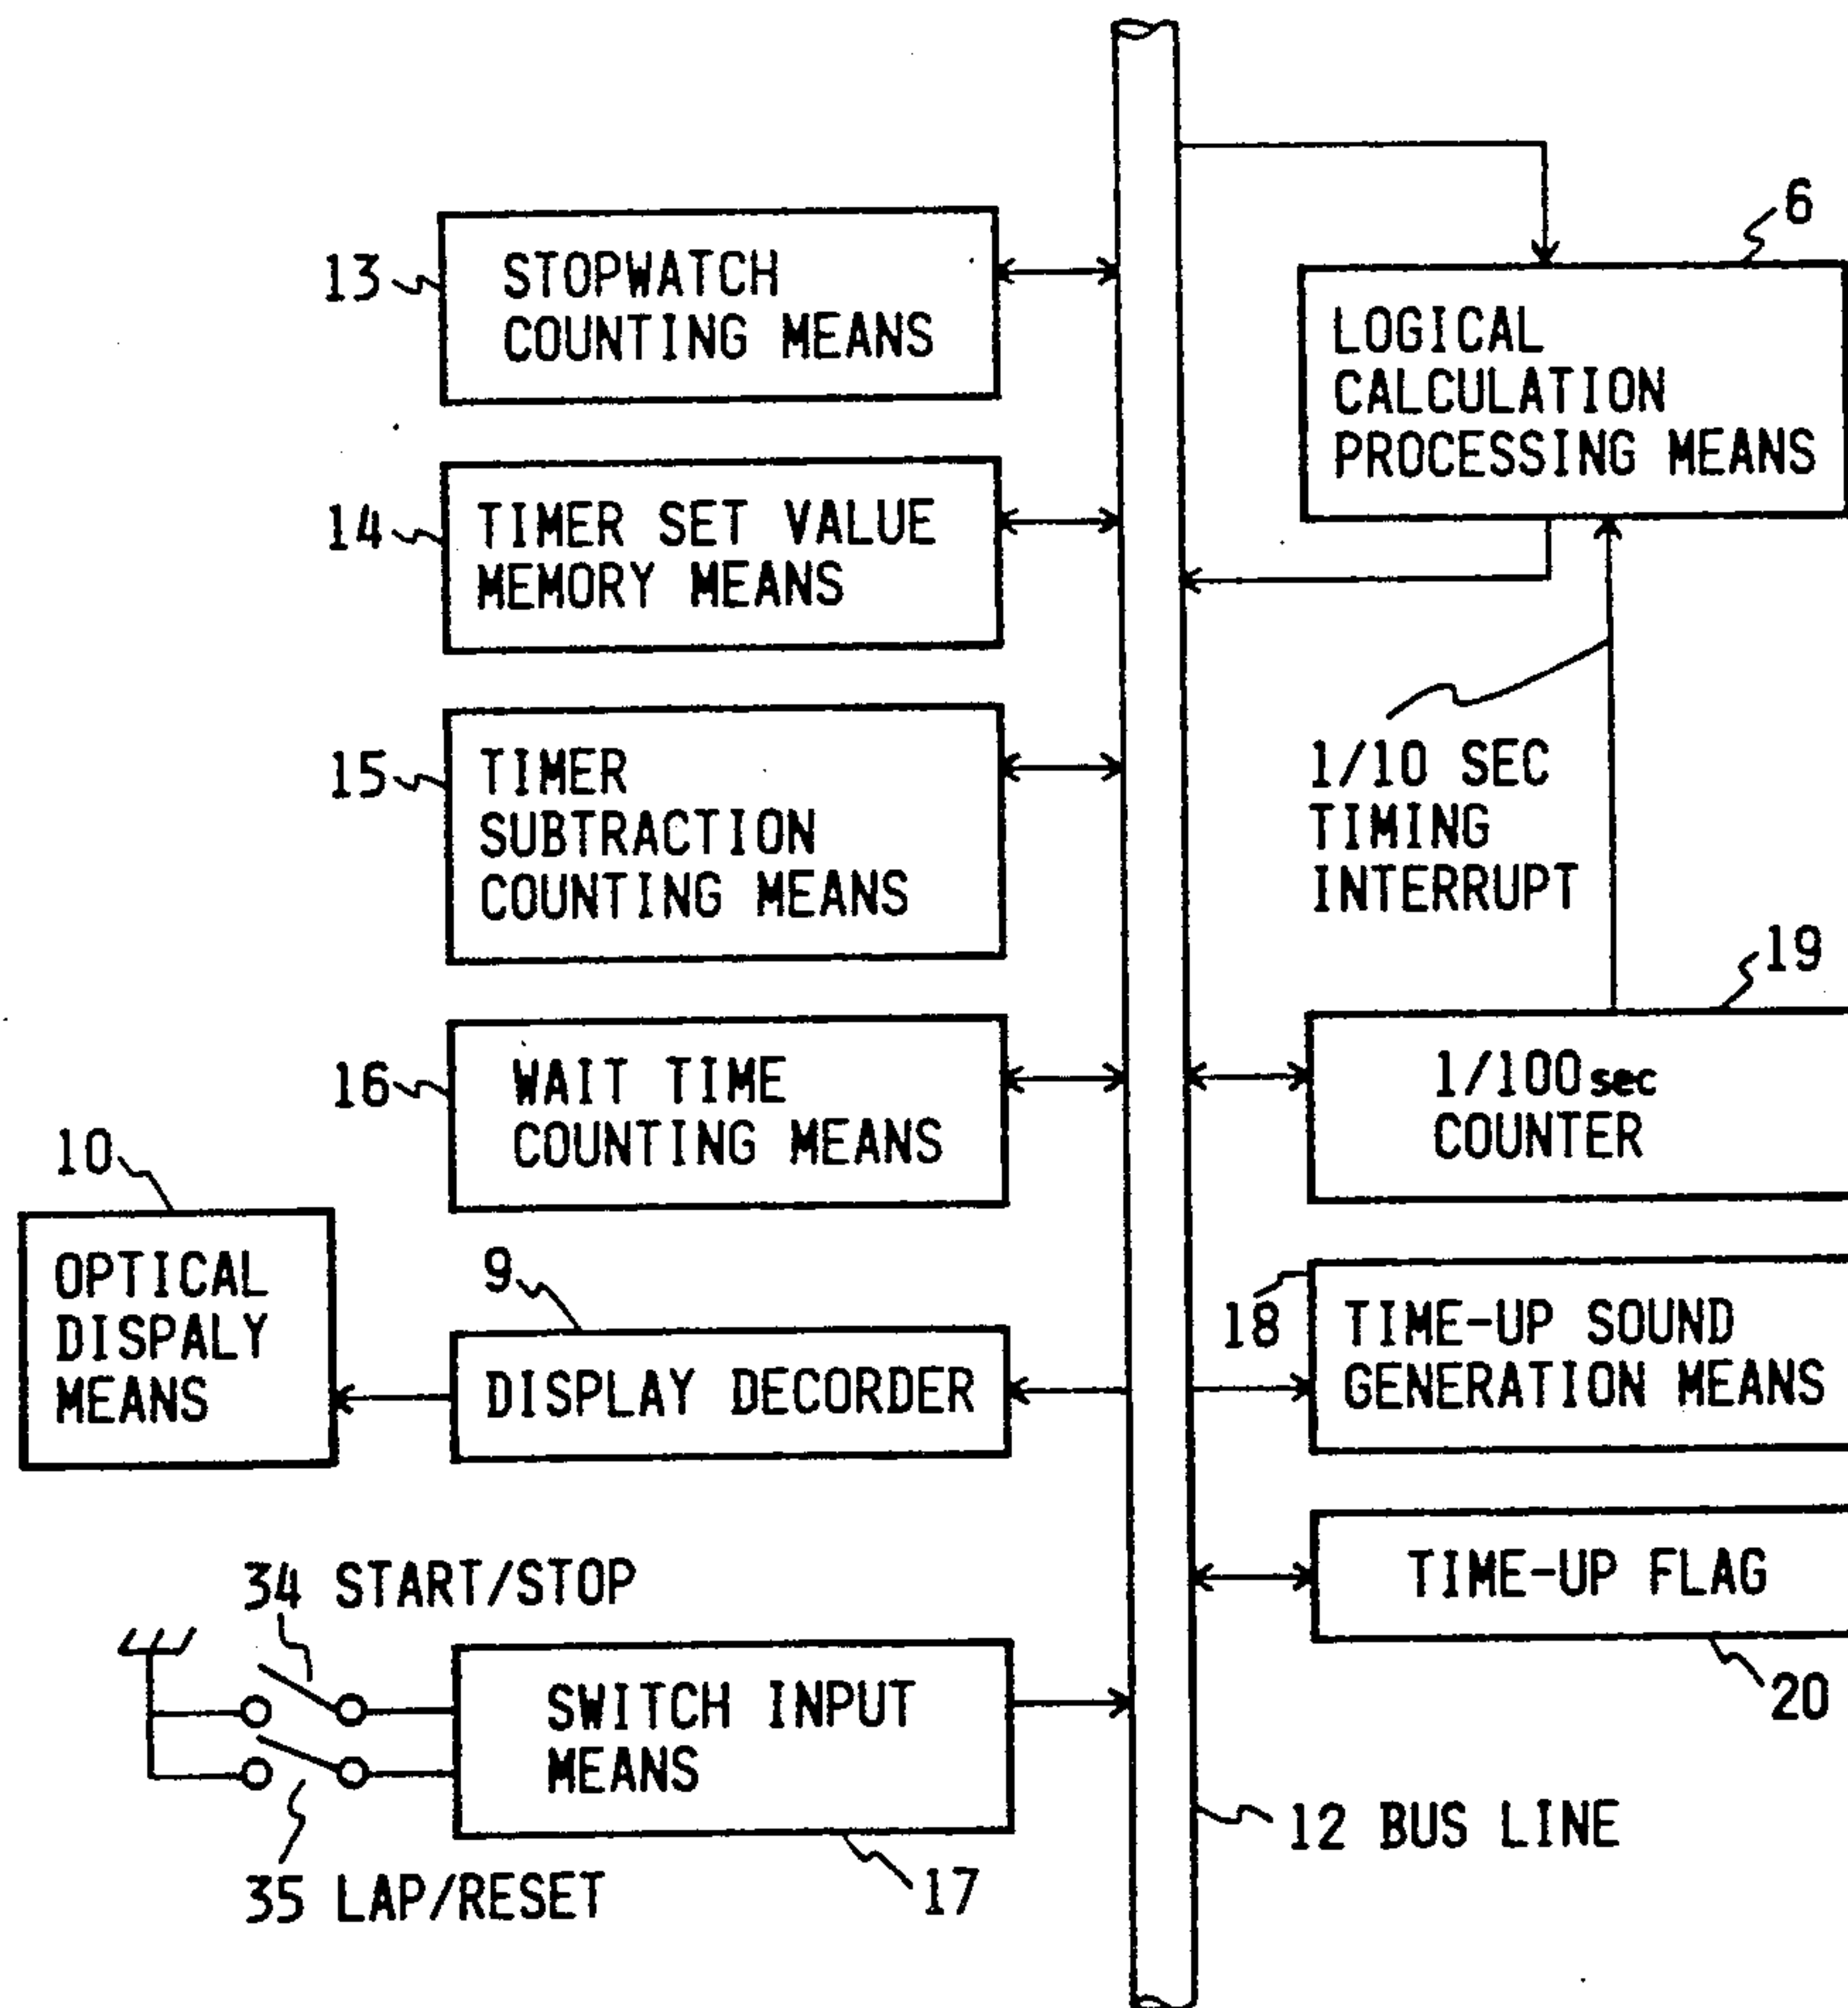 13
STOPWATCH
COUNTING MEANS
6
LOGICAL
CALCULATION
PROCESSING MEANS
14
TIMER SET VALUE
MEMORY MEANS
15
TIMER
SUBTRACTION
COUNTING MEANS
1/10 SEC
TIMING
INTERRUPT
19
16
WAIT TIME
COUNTING MEANS
1/100sec
COUNTER
10
OPTICAL
DISPALY
MEANS
9
DISPLAY DECORDER
18
TIME-UP SOUND
GENERATION MEANS
TIME-UP FLAG
20
34 START/STOP
SWITCH INPUT
MEANS
17
35 LAP/RESET
12 BUS LINE